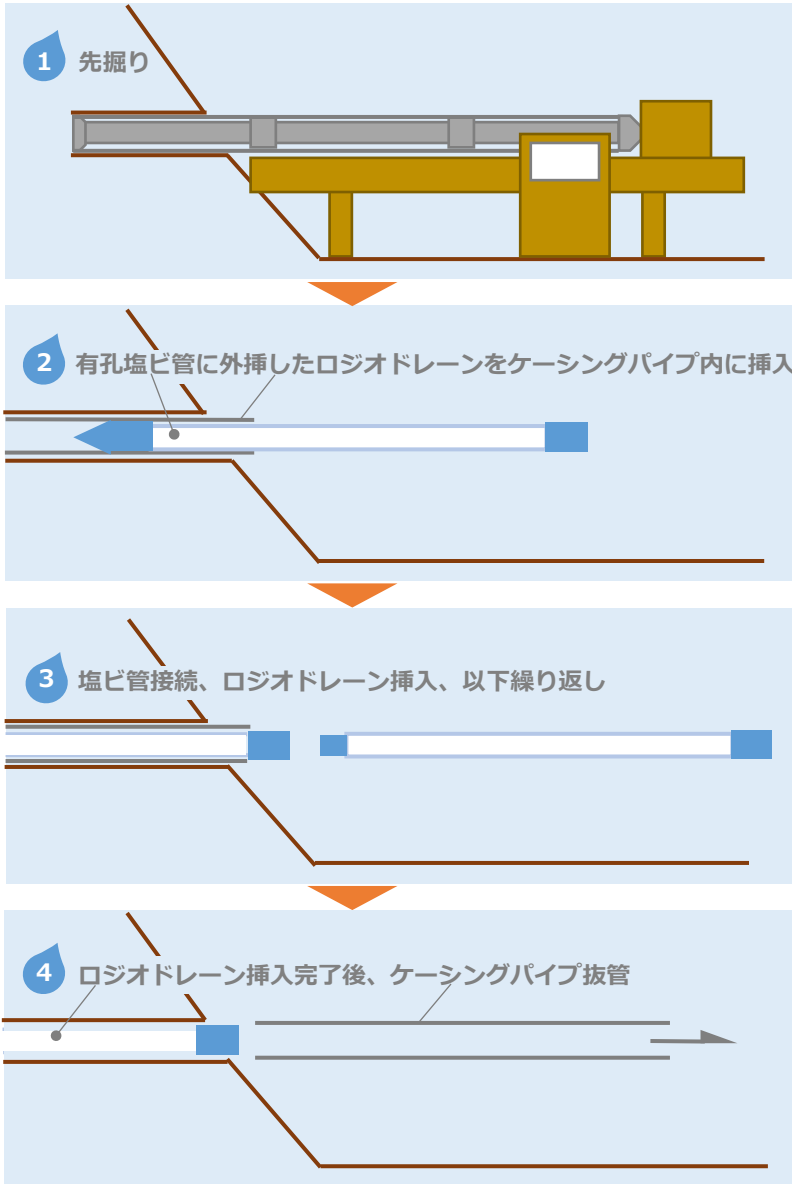 1 先掘り
2 有孔塩ビ管に外挿したロジオドレーンをケーシングパイプ内に挿入
3 塩ビ管接続、ロジオドレーン挿入、以下繰り返し
4 ロジオドレーン挿入完了後、ケーシングパイプ抜管